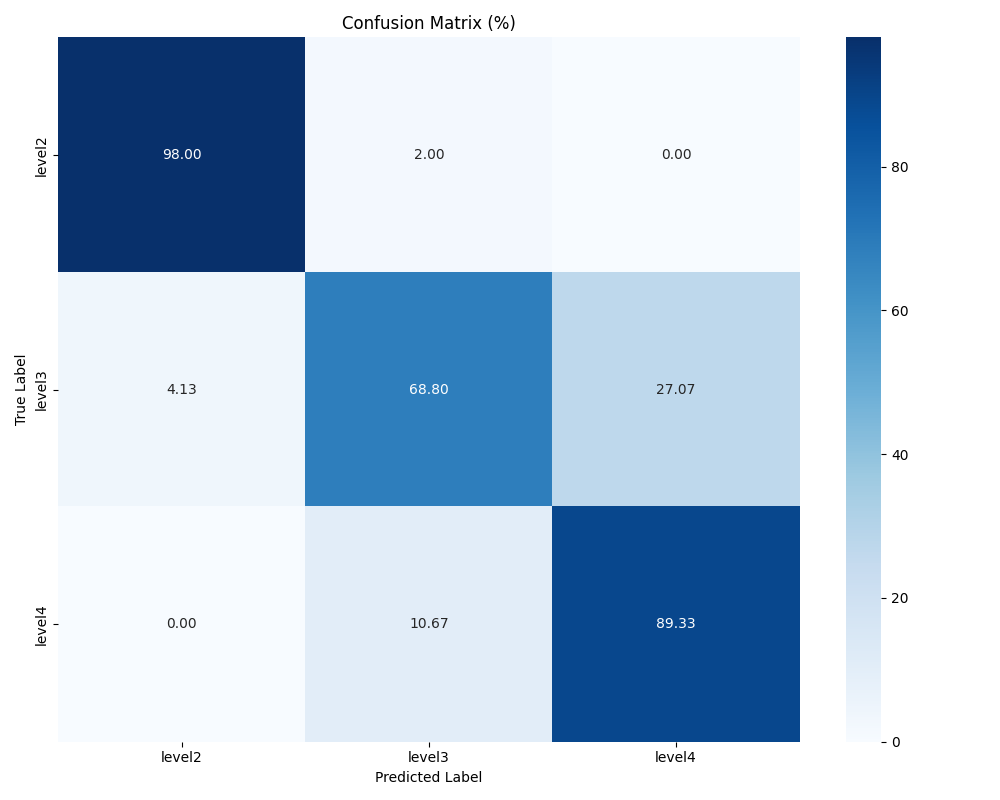 Confusion Matrix (%)
True Label
level2
98.00 2.00 0.00
level3
4.13 68.80 27.07
level4
0.00 10.67 89.33
level2 level3 level4
Predicted Label
80
60
40
20
0